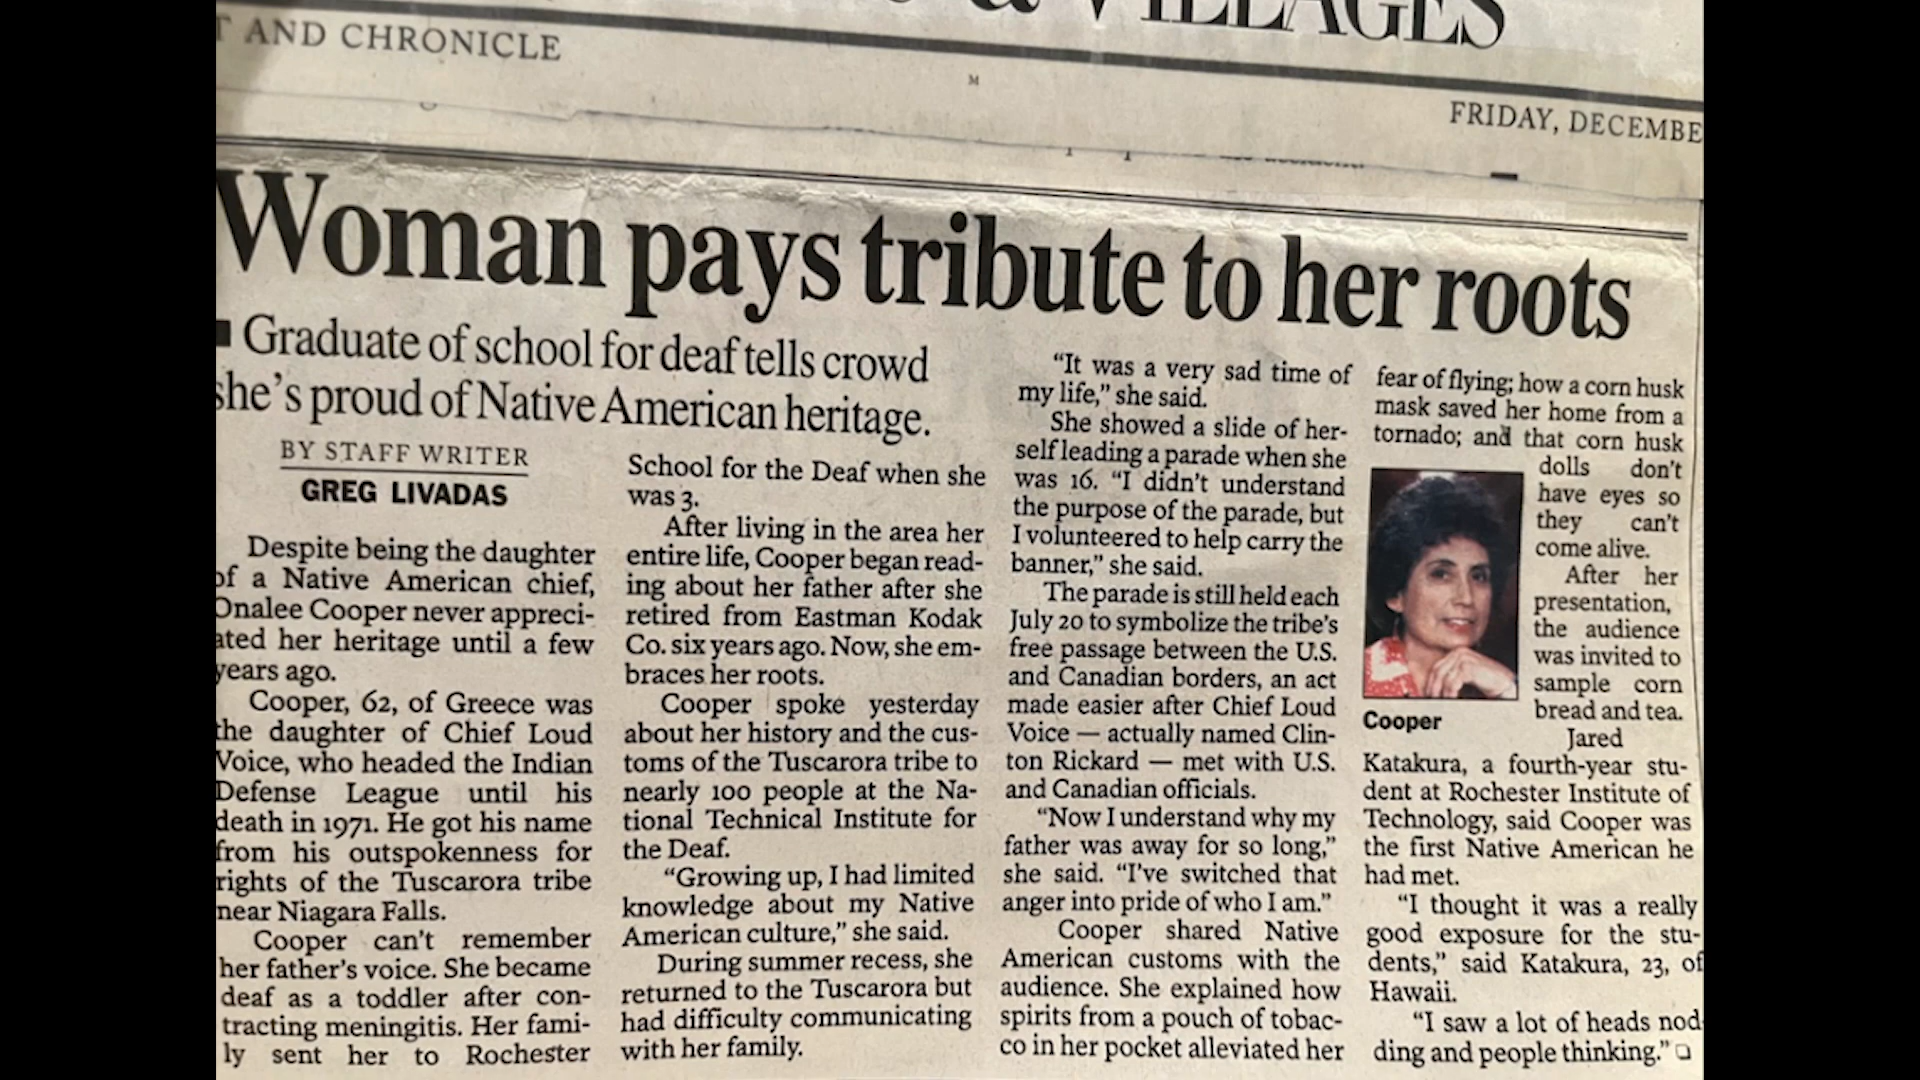 & VILLAGES
T AND CHRONICLE
M
FRIDAY, DECEMBE
Woman pays tribute to her roots
Graduate of school for deaf tells crowd
she's proud of Native American heritage.
BY STAFF WRITER
GREG LIVADAS
Despite being the daughter
of a Native American chief,
Onalee Cooper never appreci-
ated her heritage until a few
years ago.
Cooper, 62, of Greece was
the daughter of Chief Loud
Voice, who headed the Indian
Defense League until his
death in 1971. He got his name
from his outspokenness for
rights of the Tuscarora tribe
near Niagara Falls.
Cooper can't remember
her father's voice. She became
deaf as a toddler after con-
tracting meningitis. Her fami-
ly sent her to Rochester
School for the Deaf when she
was 3.
After living in the area her
entire life, Cooper began read-
ing about her father after she
retired from Eastman Kodak
Co. six years ago. Now, she em-
braces her roots.
Cooper spoke yesterday
about her history and the cus-
toms of the Tuscarora tribe to
nearly 100 people at the Na-
tional Technical Institute for
the Deaf.
"Growing up, I had limited
knowledge about my Native
American culture," she said.
During summer recess, she
returned to the Tuscarora but
had difficulty communicating
with her family.
"It was a very sad time of
my life," she said.
She showed a slide of her-
self leading a parade when she
was 16. "I didn't understand
the purpose of the parade, but
I volunteered to help carry the
banner," she said.
The parade is still held each
July 20 to symbolize the tribe's
free passage between the U.S.
and Canadian borders, an act
made easier after Chief Loud
Voice — actually named Clin-
ton Rickard — met with U.S.
and Canadian officials.
"Now I understand why my
father was away for so long,"
she said. "I've switched that
anger into pride of who I am."
Cooper shared Native
American customs with the
audience. She explained how
spirits from a pouch of tobac-
co in her pocket alleviated her
fear of flying; how a corn husk
mask saved her home from a
tornado; and that corn husk
dolls don't
have eyes so
they can't
come alive.
After her
presentation,
the audience
was invited to
sample corn
bread and tea.
Cooper
Jared
Katakura, a fourth-year stu-
dent at Rochester Institute of
Technology, said Cooper was
the first Native American he
had met.
"I thought it was a really
good exposure for the stu-
dents," said Katakura, 23, of
Hawaii.
"I saw a lot of heads nod-
ding and people thinking."